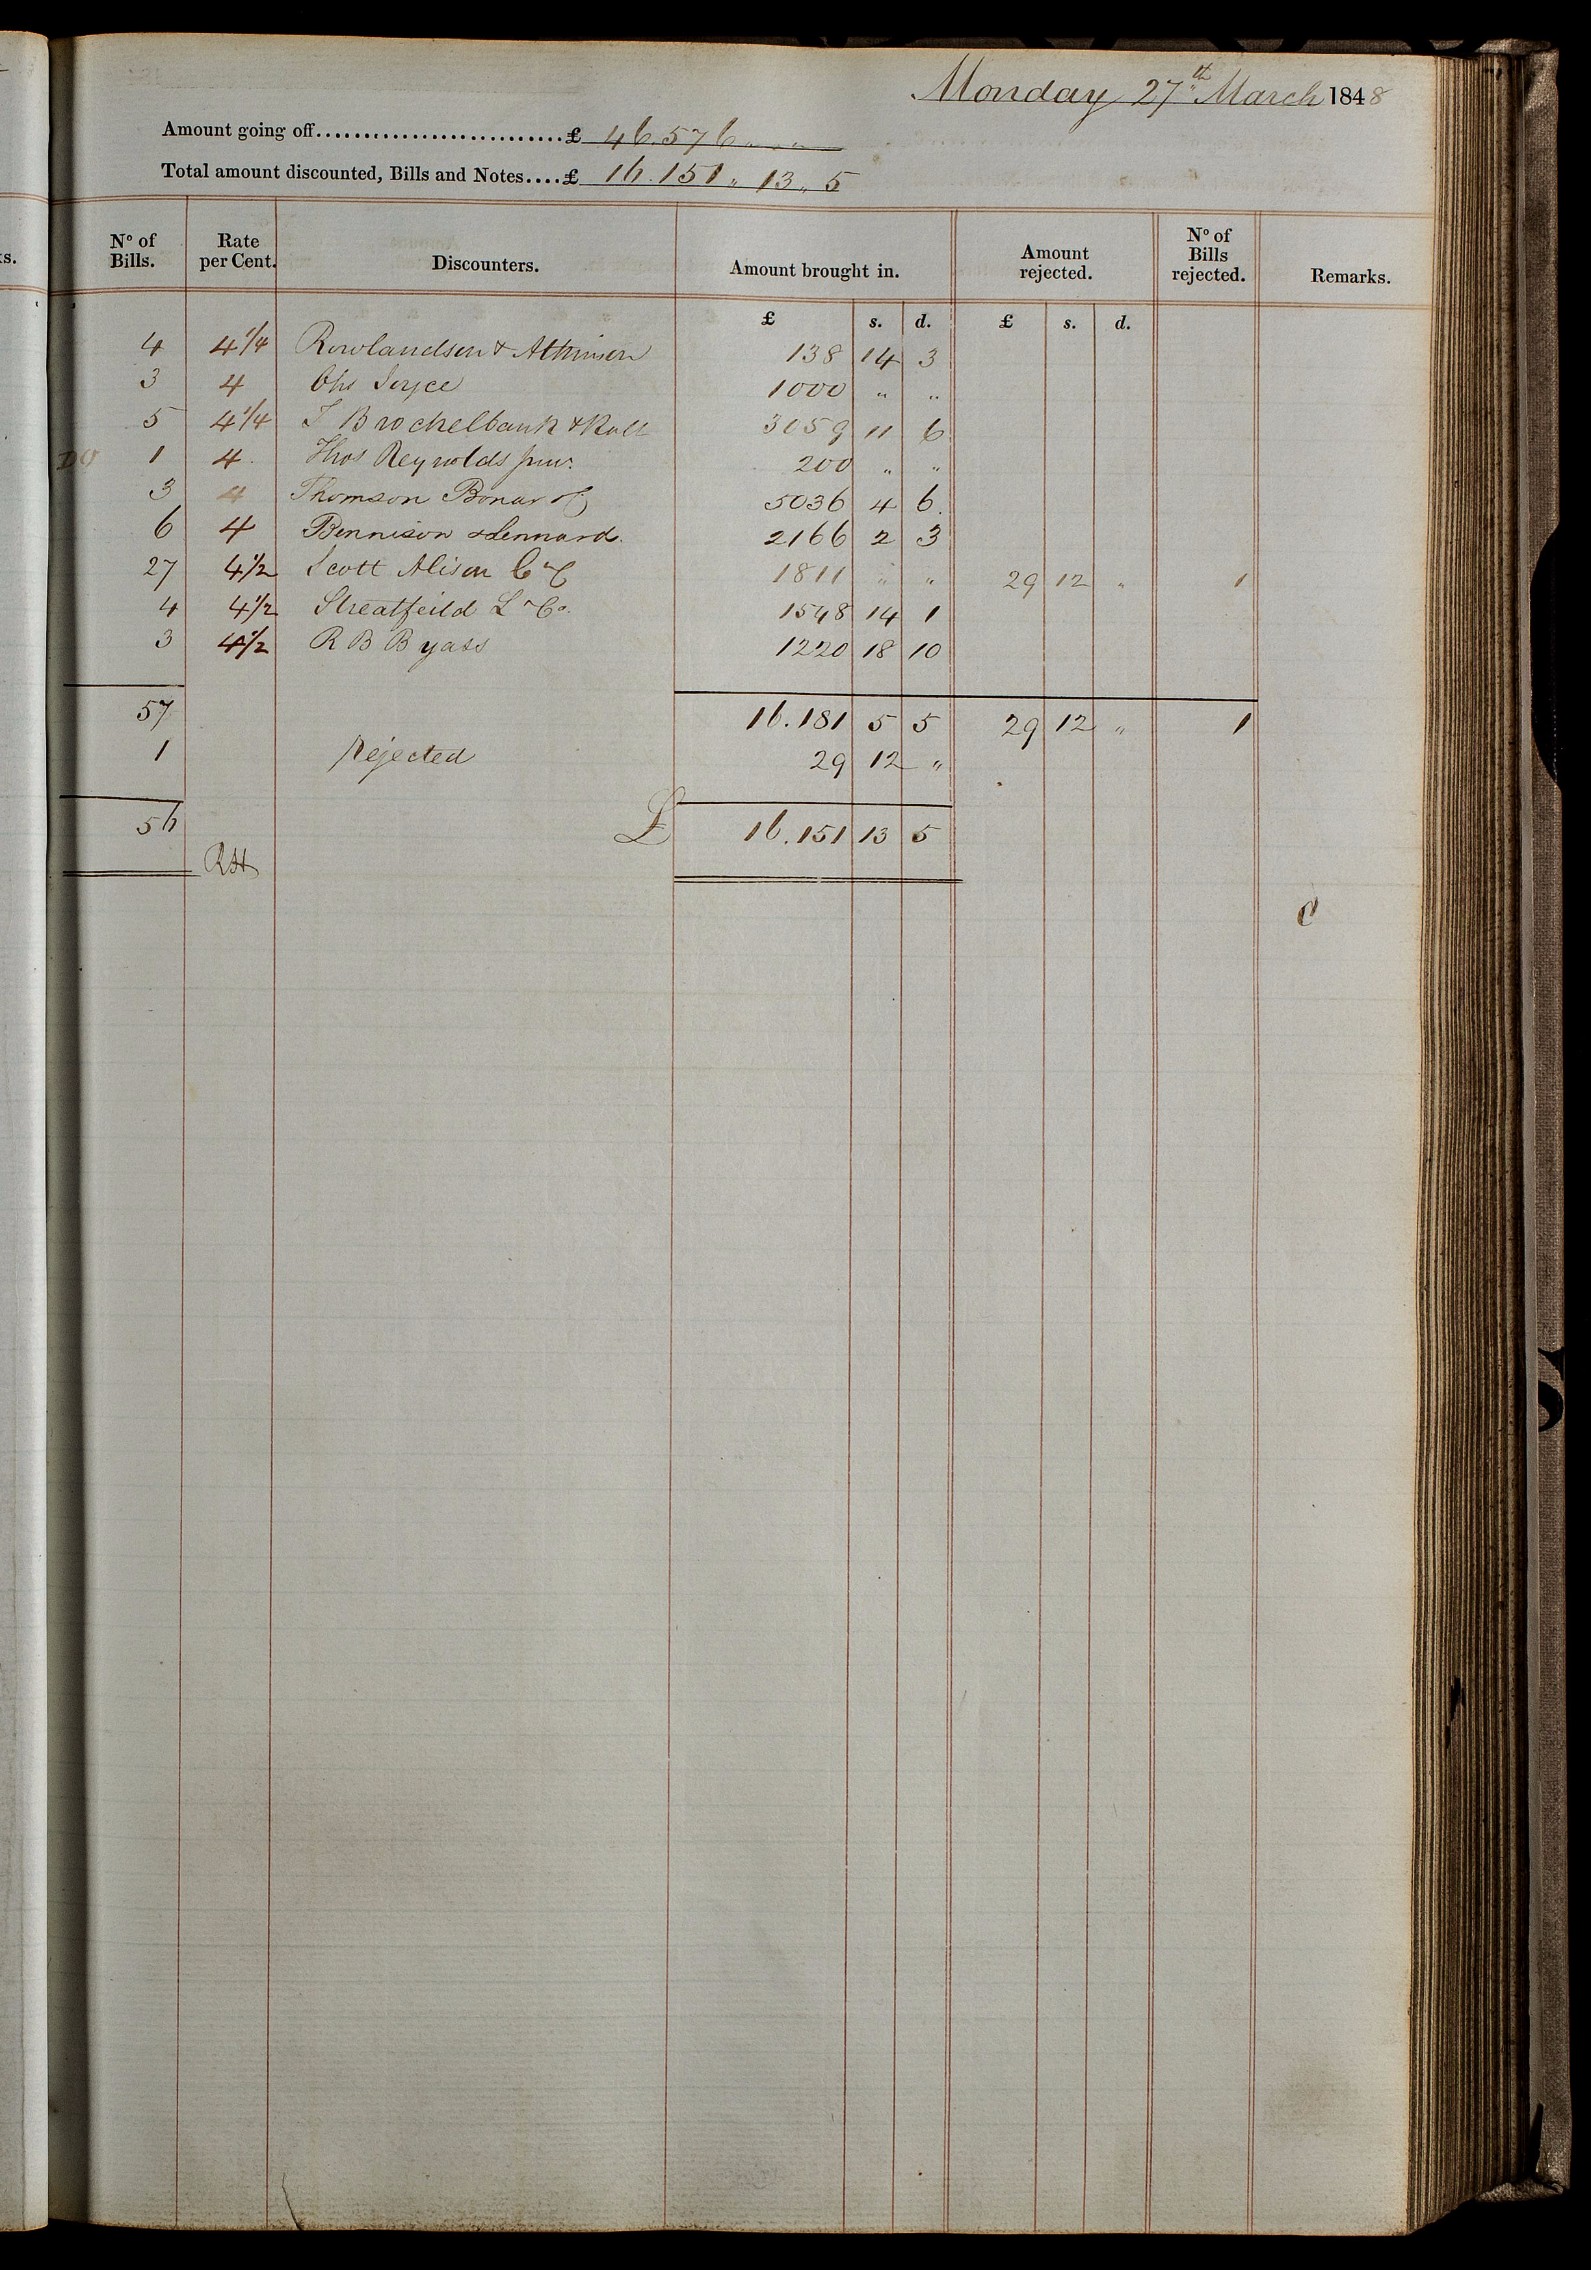 Monday 27th March 1848
Amount going off..........................£ 46.576 " "
Total amount discounted, Bills and Notes....£ 16.151 " 13 " 5
No of Bills. Rate per Cent. Discounters. Amount brought in. Amount rejected. No of Bills rejected. Remarks.
£ s. d. £ s. d.
4 4 1/4 Rowlandson & Atkinson 138 14 3
3 4 Chs Joyce 1000 " "
5 4 1/4 J Brockelbank & Rolls 3059 11 6
1 4 Thos Reynolds junr. 200 " "
3 4 Thomson Bonar & C 5036 4 6
6 4 Bennison & Lennard. 2166 2 3
27 4 1/2 Scott Alison C & C 1811 " " 29 12 " 1
4 4 1/2 Streatfeild L & Co. 1548 14 1
3 4 1/2 R B Byass 1220 18 10
57 16.181 5 5 29 12 " 1
1 Rejected 29 12 "
56 £ 16.151 13 5
RH
C
s.